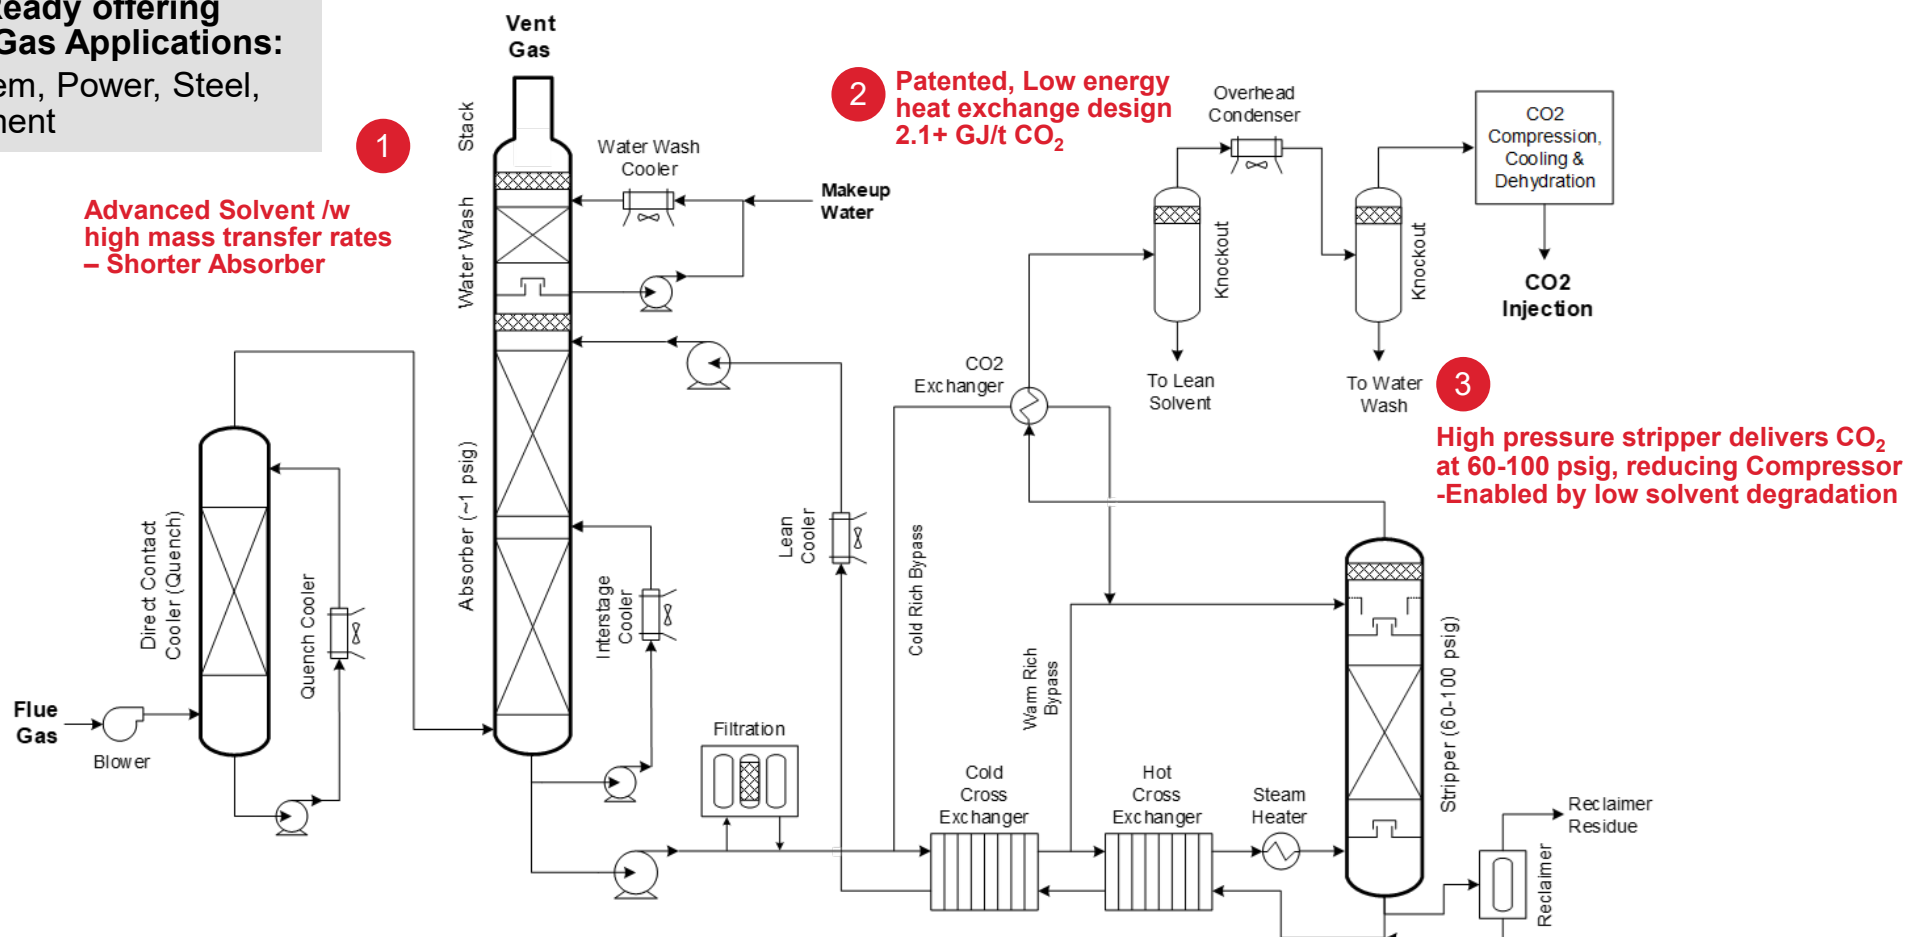 Ready offering
Gas Applications:
em, Power, Steel,
ment
1
Advanced Solvent /w
high mass transfer rates
– Shorter Absorber
Vent
Gas
Stack
Water Wash
Cooler
Makeup
Water
Water Wash
2
Patented, Low energy
heat exchange design
2.1+ GJ/t CO₂
Overhead
Condenser
CO2
Compression,
Cooling &
Dehydration
Knockout
Knockout
CO2
Injection
CO2
Exchanger
To Lean
Solvent
To Water
Wash
3
High pressure stripper delivers CO₂
at 60-100 psig, reducing Compressor
-Enabled by low solvent degradation
Direct Contact
Cooler (Quench)
Quench Cooler
Absorber (~1 psig)
Interstage
Cooler
Lean
Cooler
Cold Rich Bypass
Warm Rich
Bypass
Stripper (60-100 psig)
Flue
Gas
Blower
Filtration
Cold
Cross
Exchanger
Hot
Cross
Exchanger
Steam
Heater
Reclaimer
Residue
Reclaimer